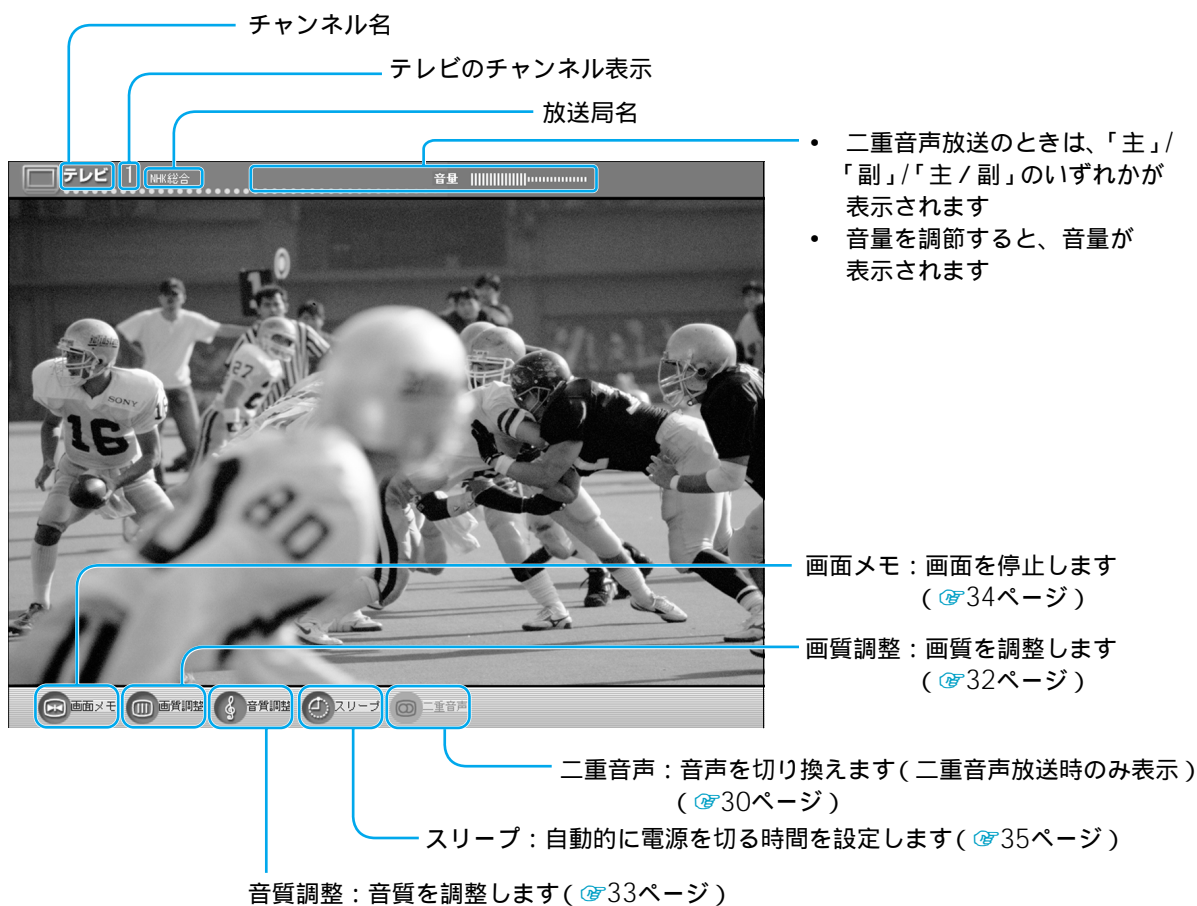 チャンネル名
テレビのチャンネル表示
放送局名
テレビ 1 NHK総合 音量
• 二重音声放送のときは、「主」/
「副」/「主/副」のいずれかが
表示されます
• 音量を調節すると、音量が
表示されます
SONY
16
27
80
画面メモ:画面を停止します
(☞34ページ)
画質調整:画質を調整します
(☞32ページ)
画面メモ 画質調整 音質調整 スリープ 二重音声
二重音声:音声を切り換えます(二重音声放送時のみ表示)
(☞30ページ)
スリープ:自動的に電源を切る時間を設定します(☞35ページ)
音質調整:音質を調整します(☞33ページ)